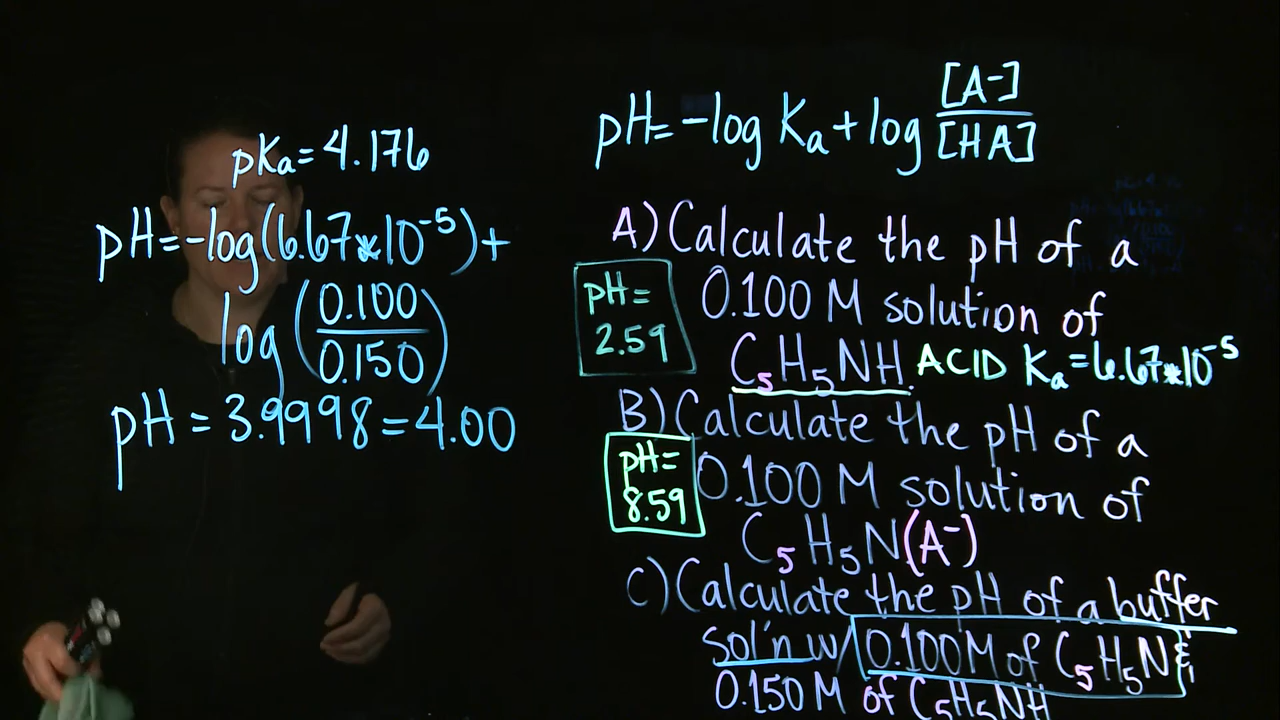 pKa=4.176
pH=-log(6.67*10⁻⁵)+
log(0.100/0.150)
pH=3.9998=4.00
pH=-log Ka+log [A-]/[HA]
A) Calculate the pH of a
0.100 M solution of
C₅H₅NH. ACID Ka=6.67*10⁻⁵
pH=
2.59
B) Calculate the pH of a
0.100 M solution of
C₅H₅N(A⁻)
pH=
8.59
C) Calculate the pH of a buffer
sol'n w/ 0.100 M of C₅H₅N &
0.150 M of C₅H₅NH